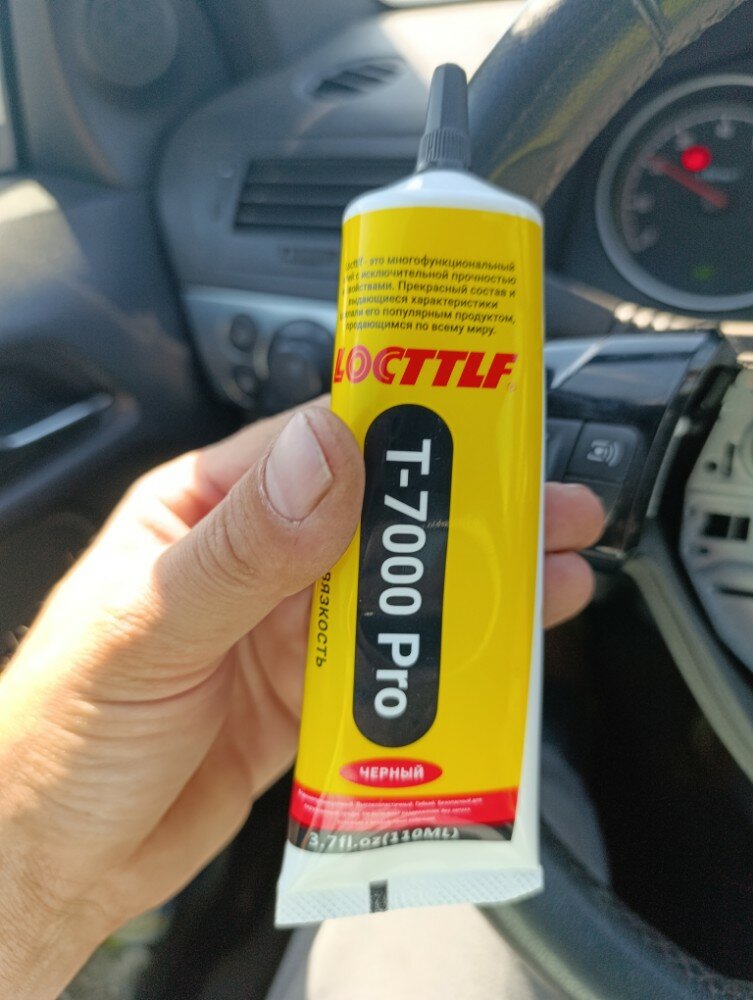 это многофункциональный
с исключительной прочностью
свойствами. Прекрасный состав и
выдающиеся характеристики
его популярным продуктом,
продающимся по всему миру.
LOCTTLF
T-7000 Pro
ВЯЗКОСТЬ
ЧЕРНЫЙ
3.7fl.oz(110ML)